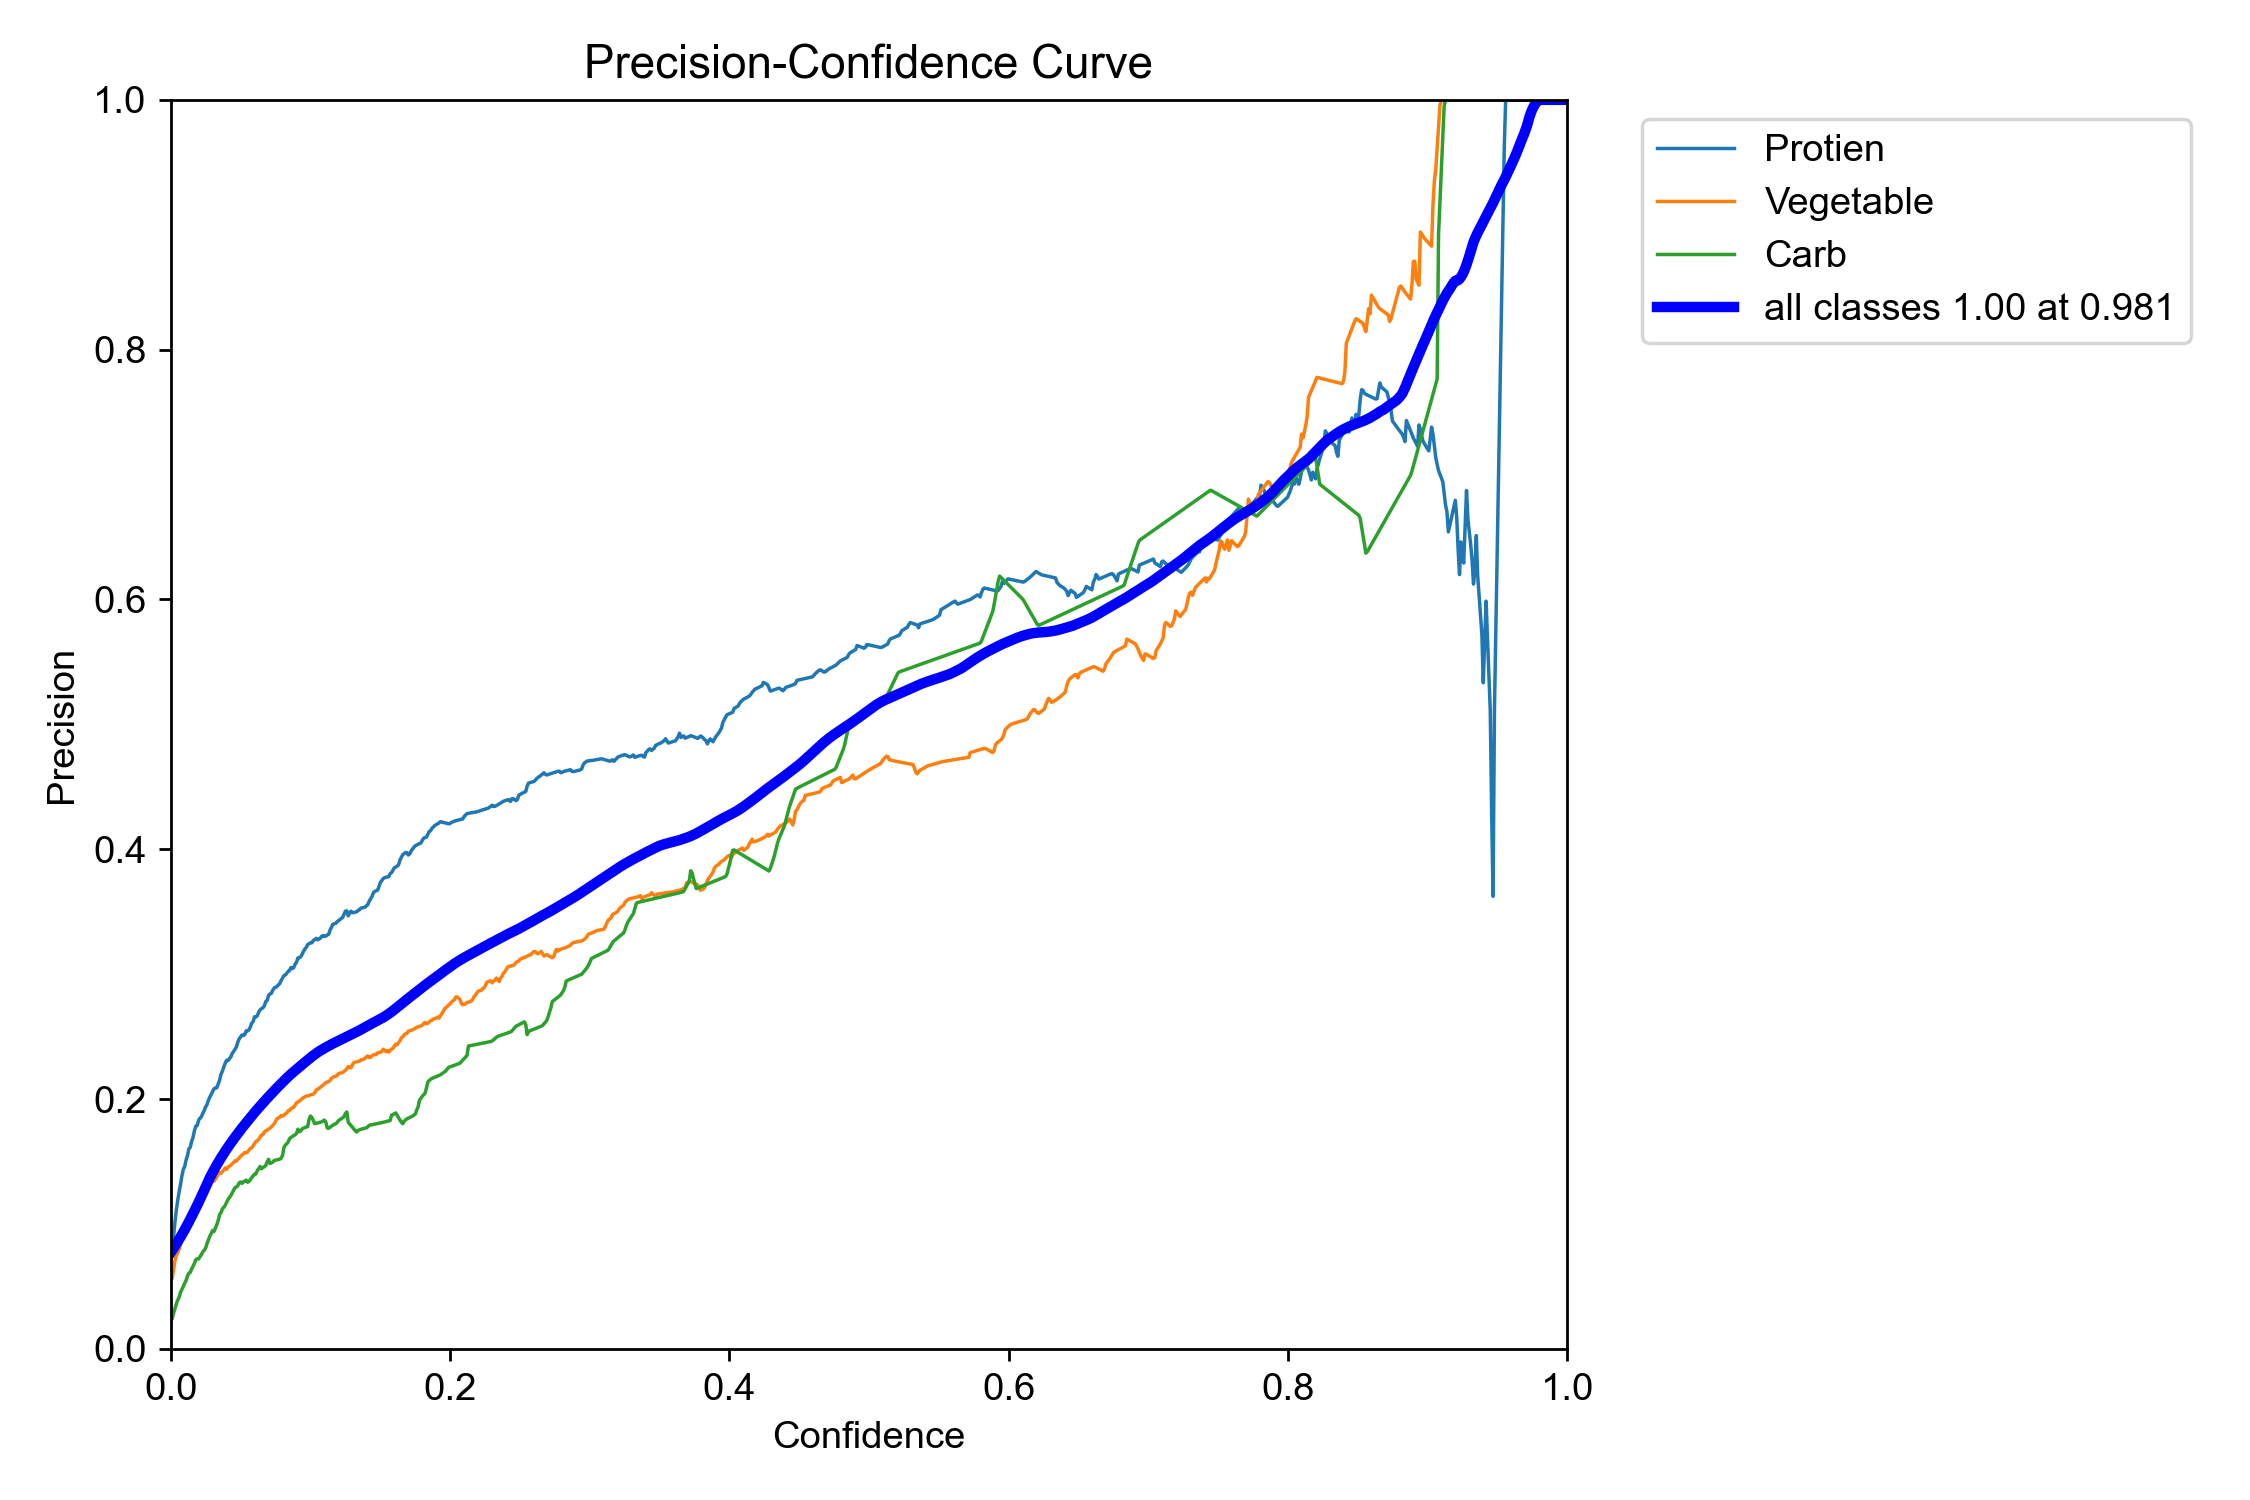 Precision-Confidence Curve
1.0
0.8
0.6
0.4
0.2
0.0
Precision
0.0 0.2 0.4 0.6 0.8 1.0
Confidence
Protien
Vegetable
Carb
all classes 1.00 at 0.981